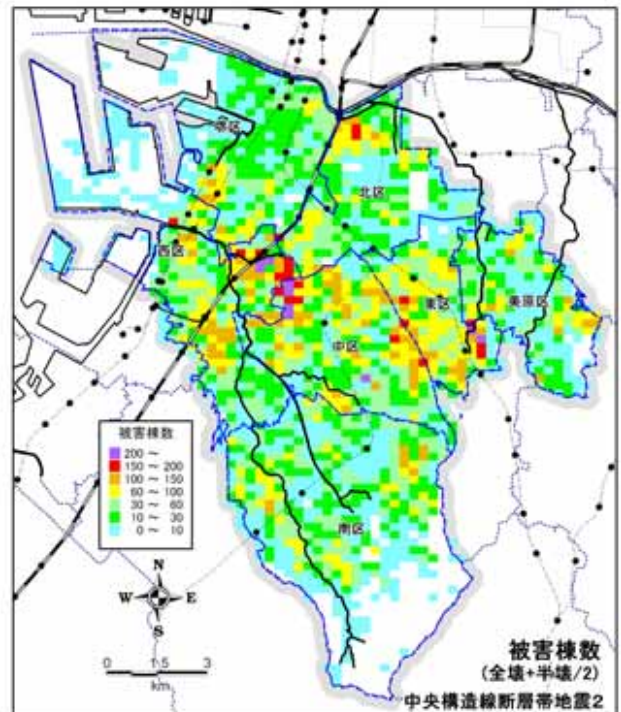 堺区
北区
西区
東区
美原区
中区
南区
被害棟数
200 ~
150 ~ 200
100 ~ 150
60 ~ 100
30 ~ 60
10 ~ 30
0 ~ 10
N
W E
S
0 1.5 3
km
被害棟数
(全壊+半壊/2)
中央構造線断層帯地震2